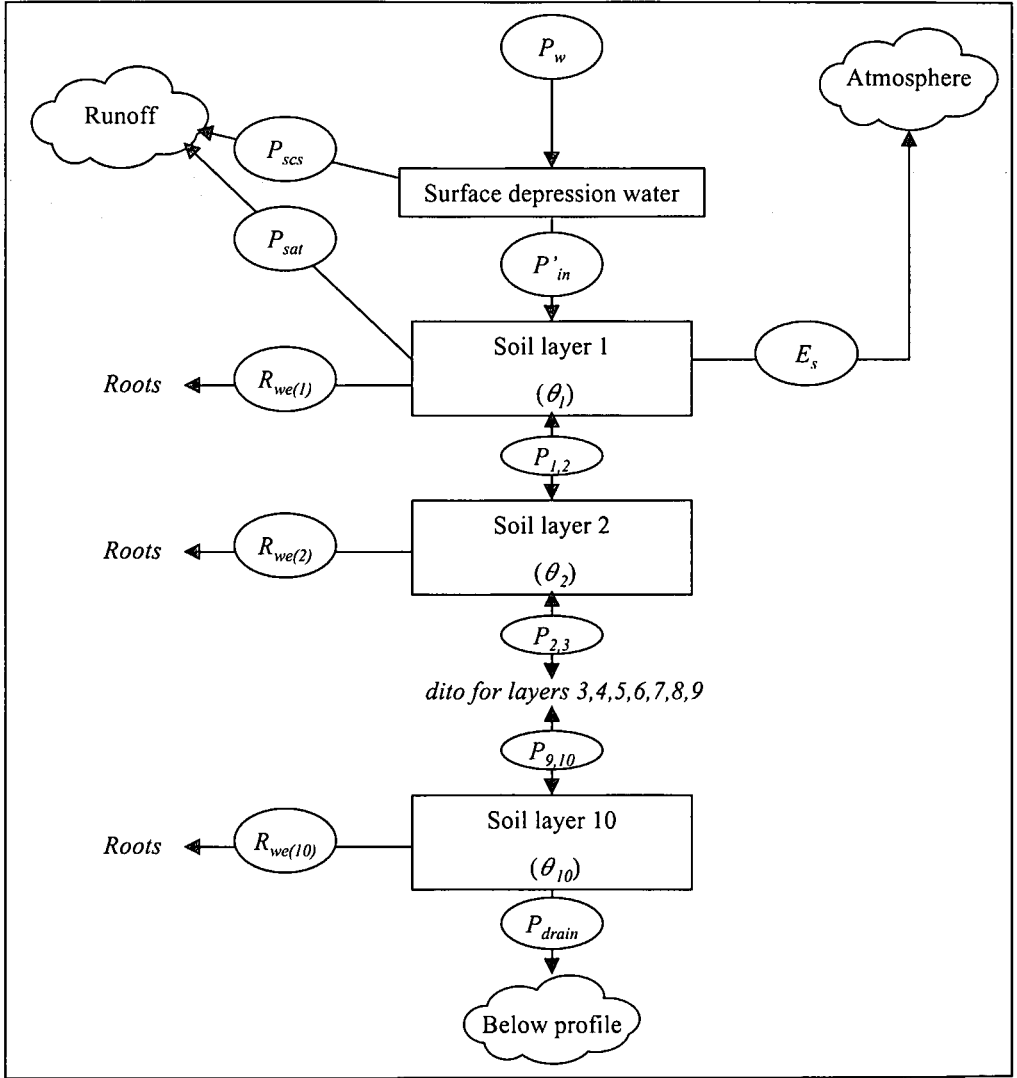 P_w
Atmosphere
Runoff
P_scs
Surface depression water
P_sat
P'_in
Soil layer 1
(θ_1)
E_s
Roots
R_we(1)
P_1,2
Soil layer 2
(θ_2)
Roots
R_we(2)
P_2,3
dito for layers 3,4,5,6,7,8,9
P_9,10
Soil layer 10
(θ_10)
Roots
R_we(10)
P_drain
Below profile